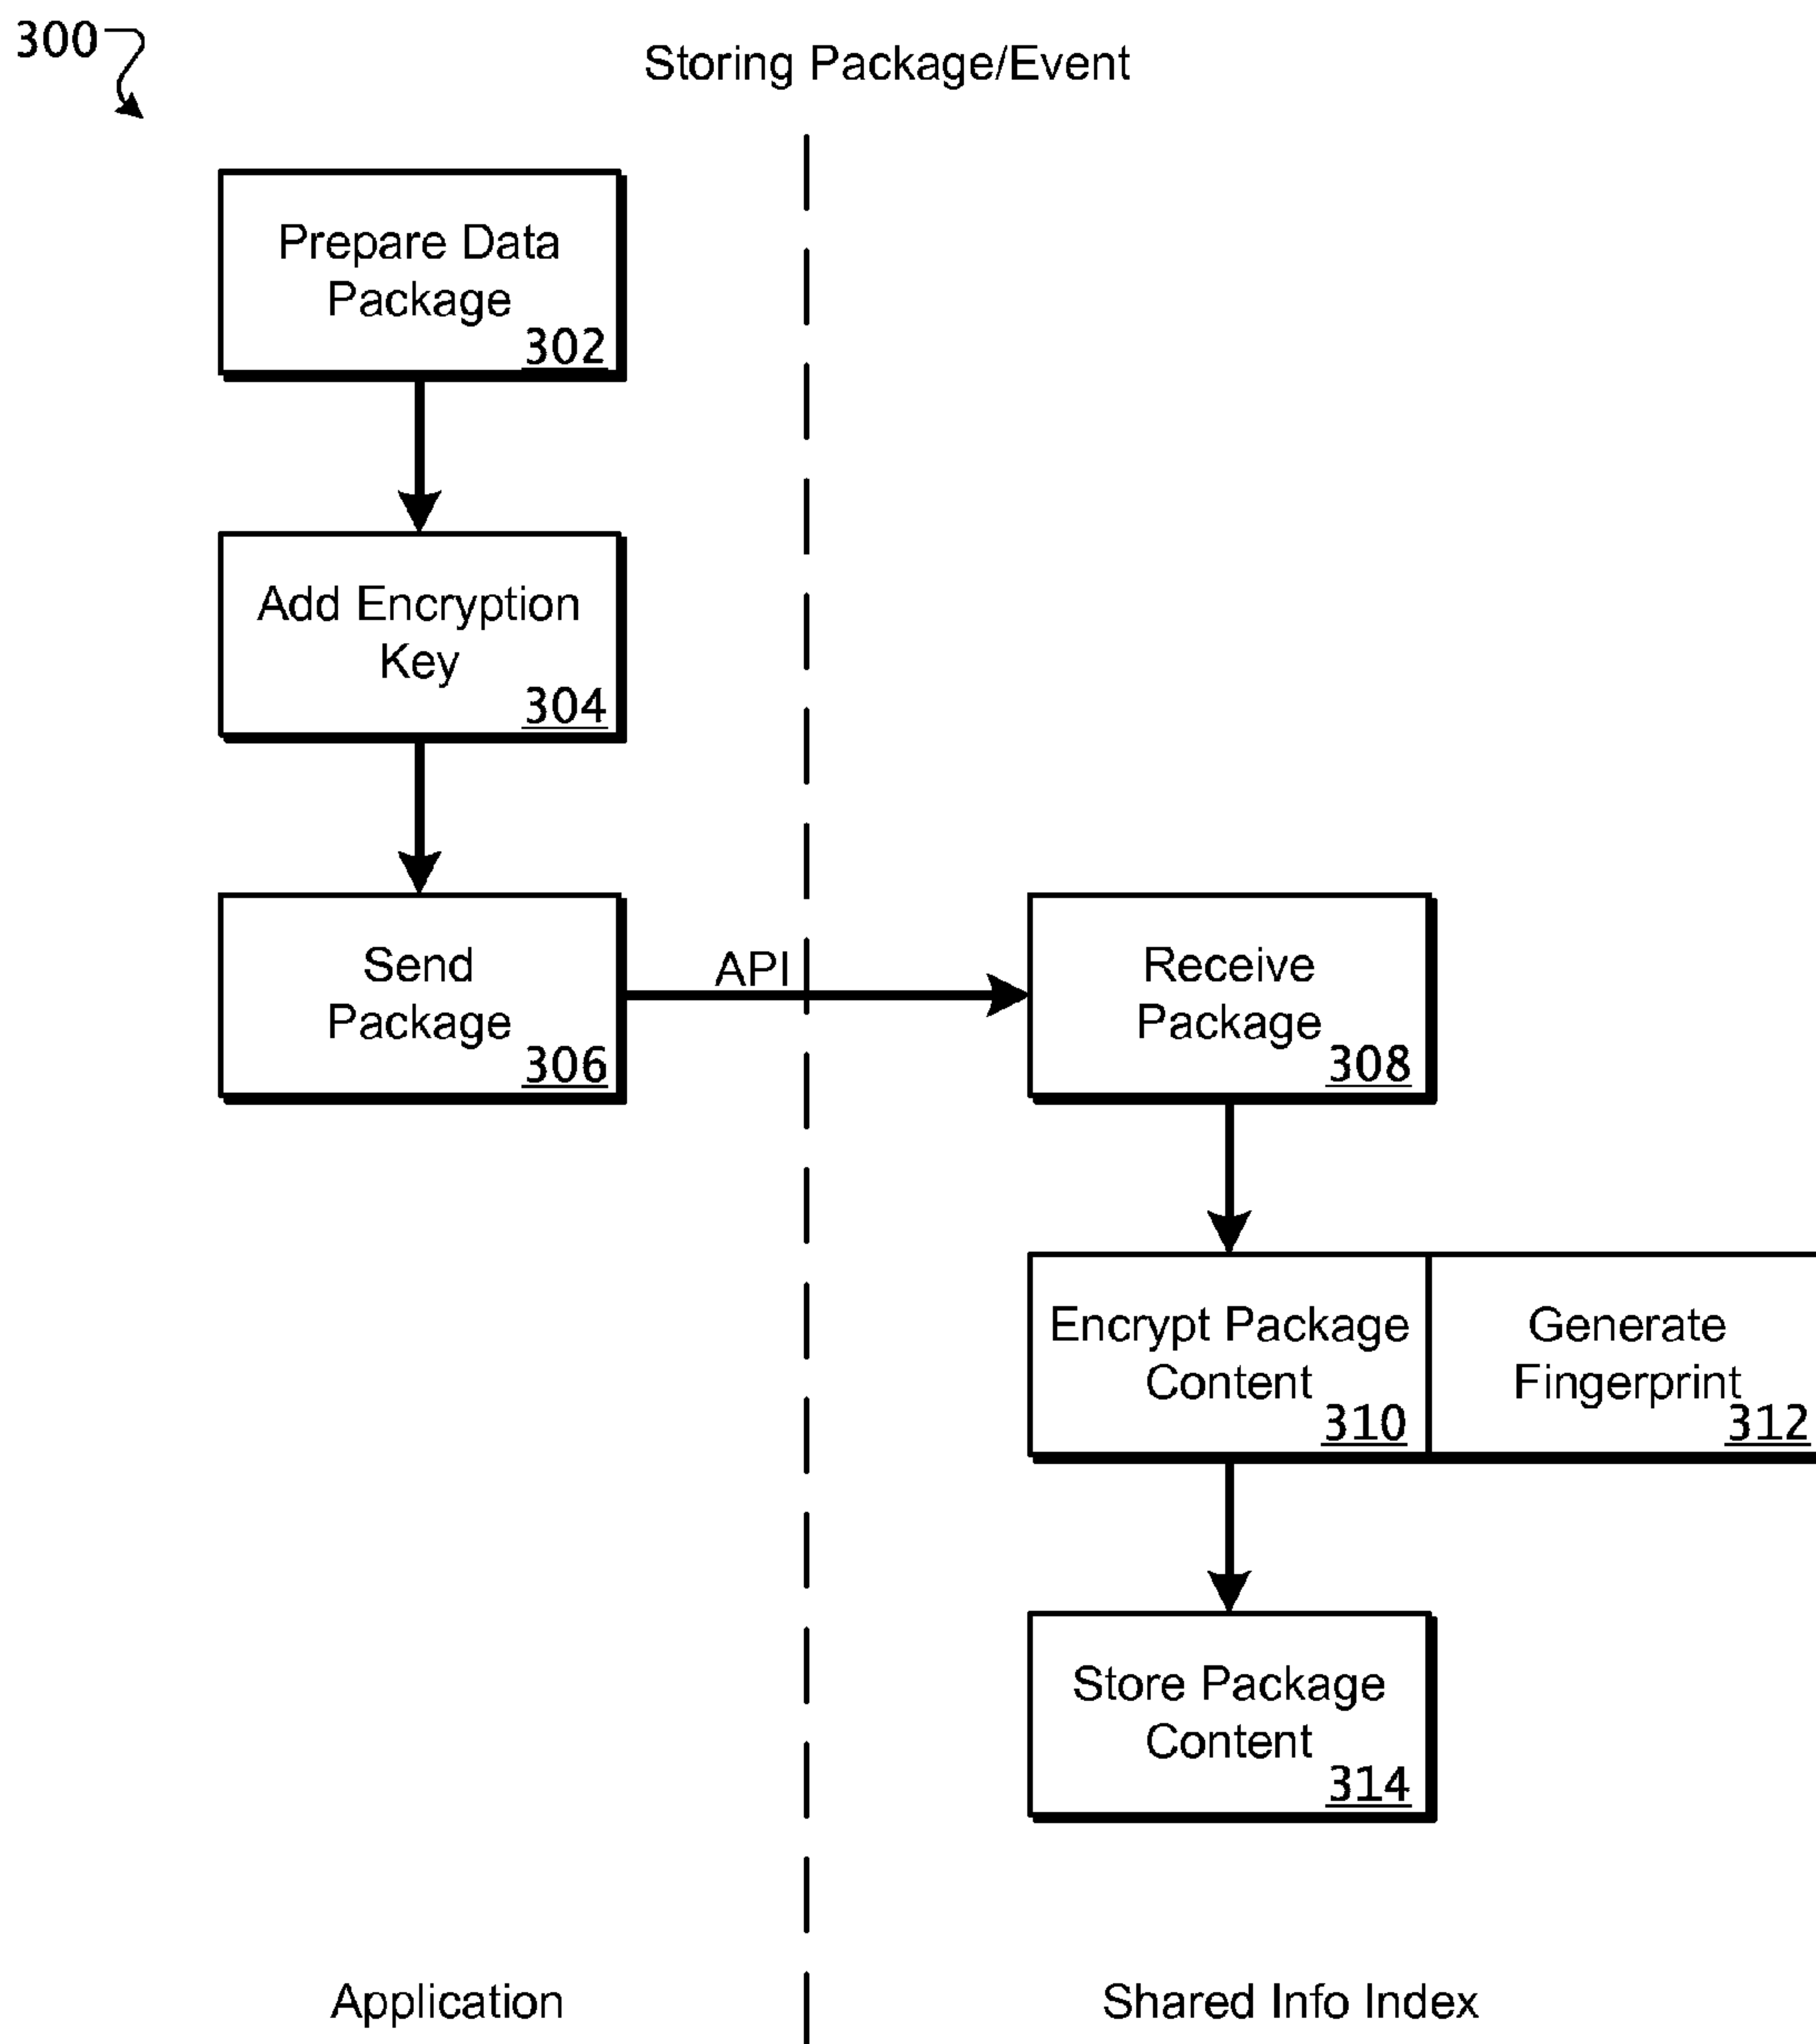 300
Storing Package/Event
Prepare Data
Package
302
Add Encryption
Key
304
Send
Package
306
API
Receive
Package
308
Encrypt Package
Content
310
Generate
Fingerprint
312
Store Package
Content
314
Application
Shared Info Index